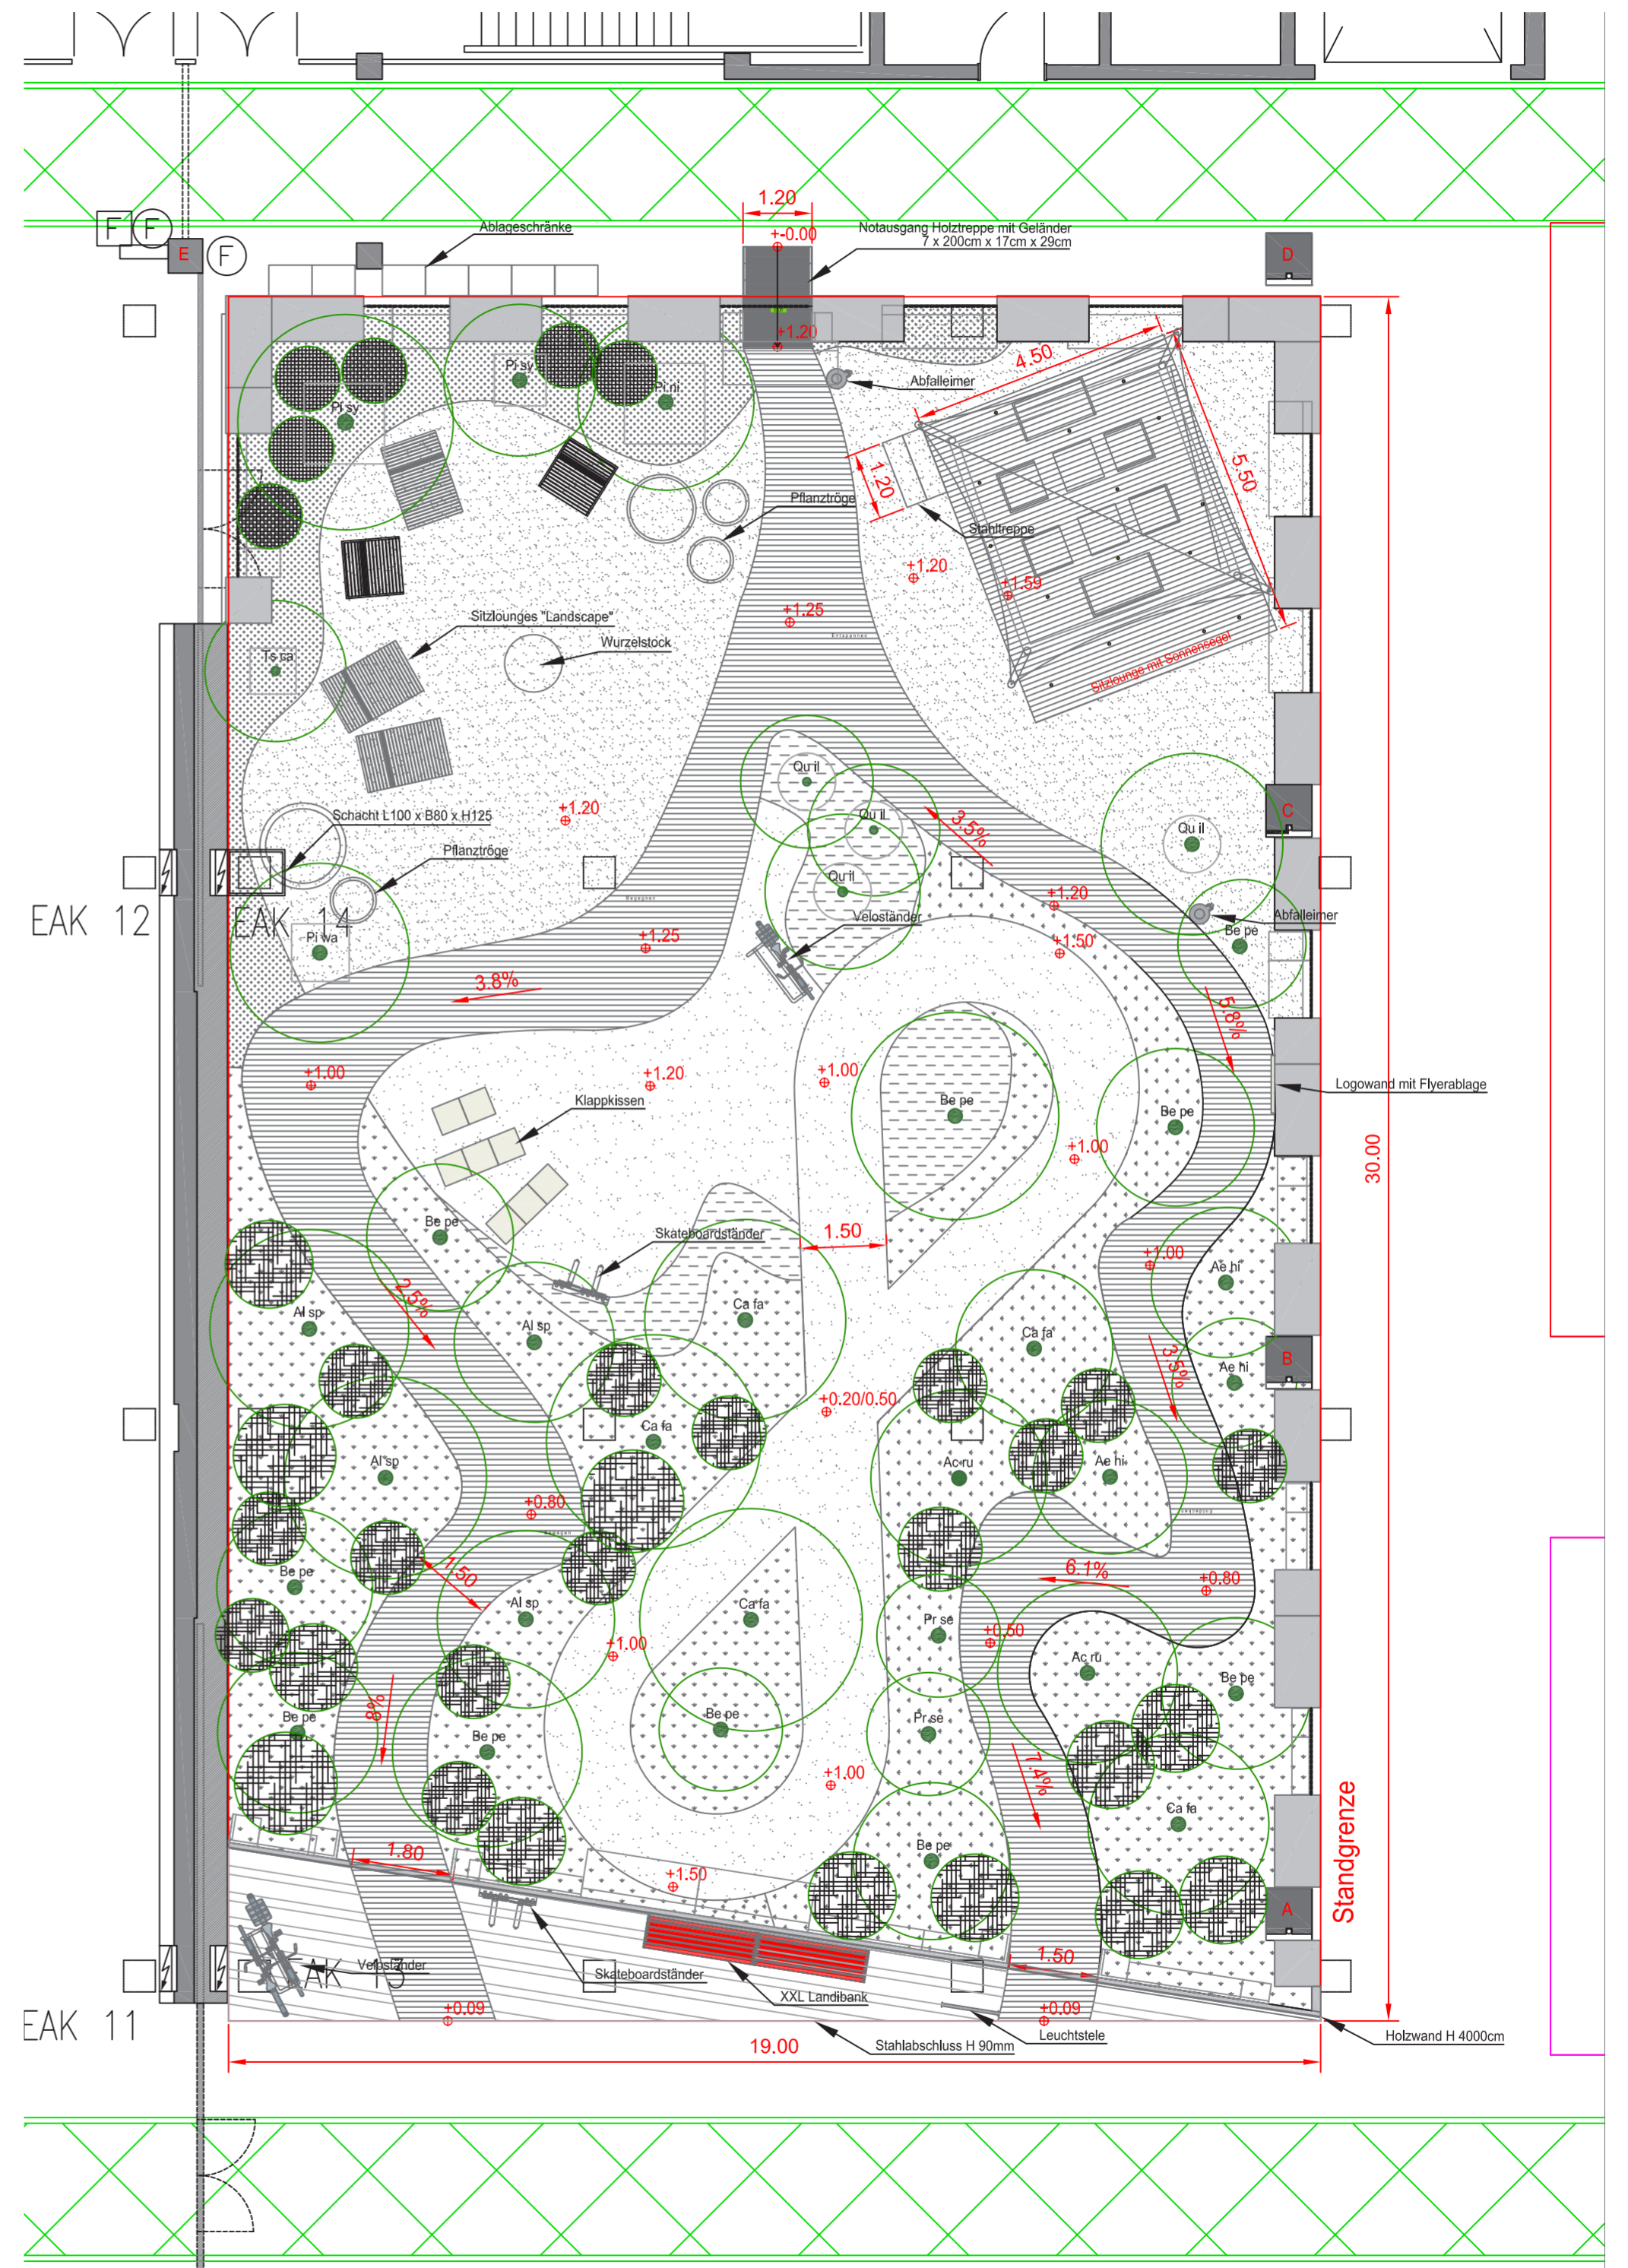 1.20
Ablageschränke
Notausgang Holztreppe mit Geländer
7 x 200cm x 17cm x 29cm
+-0.00
F
F
E
F
D
+1.20
4.50
Pi sy
Abfalleimer
Pi ni
Pi sy
5.50
1.20
Pflanztröge
Stahltreppe
+1.20
+1.59
+1.25
Sitzlounges "Landscape"
Wurzelstock
Ts ca
Sitzlounge mit Sonnensegel
Qu il
+1.20
Schacht L100 x B80 x H125
Qu il
3.5%
Qu il
C
Pflanztröge
Qu il
+1.20
Begegnen
EAK 12
EAK 14
Veloständer
Abfalleimer
Pi wa
+1.25
+1.50
Be pe
3.8%
5.8%
+1.00
+1.20
+1.00
Logowand mit Flyerablage
Klappkissen
Be pe
Be pe
+1.00
30.00
Be pe
Skateboardständer
1.50
+1.00
Ae hi
2.5%
Al sp
Al sp
Ca fa
Ca fa
3.5%
B
Ae hi
+0.20/0.50
Ca fa
Al sp
Ac ru
Ae hi
+0.80
1.50
6.1%
+0.80
Be pe
Al sp
Ca fa
Pr se
+0.50
+1.00
Ac ru
Be pe
8%
Be pe
Be pe
Be pe
Pr se
7.4%
+1.00
Ca fa
Standgrenze
1.80
Be pe
+1.50
A
1.50
Veloständer
EAK 13
Skateboardständer
XXL Landibank
EAK 11
+0.09
+0.09
Leuchtstele
Holzwand H 4000cm
Stahlabschluss H 90mm
19.00